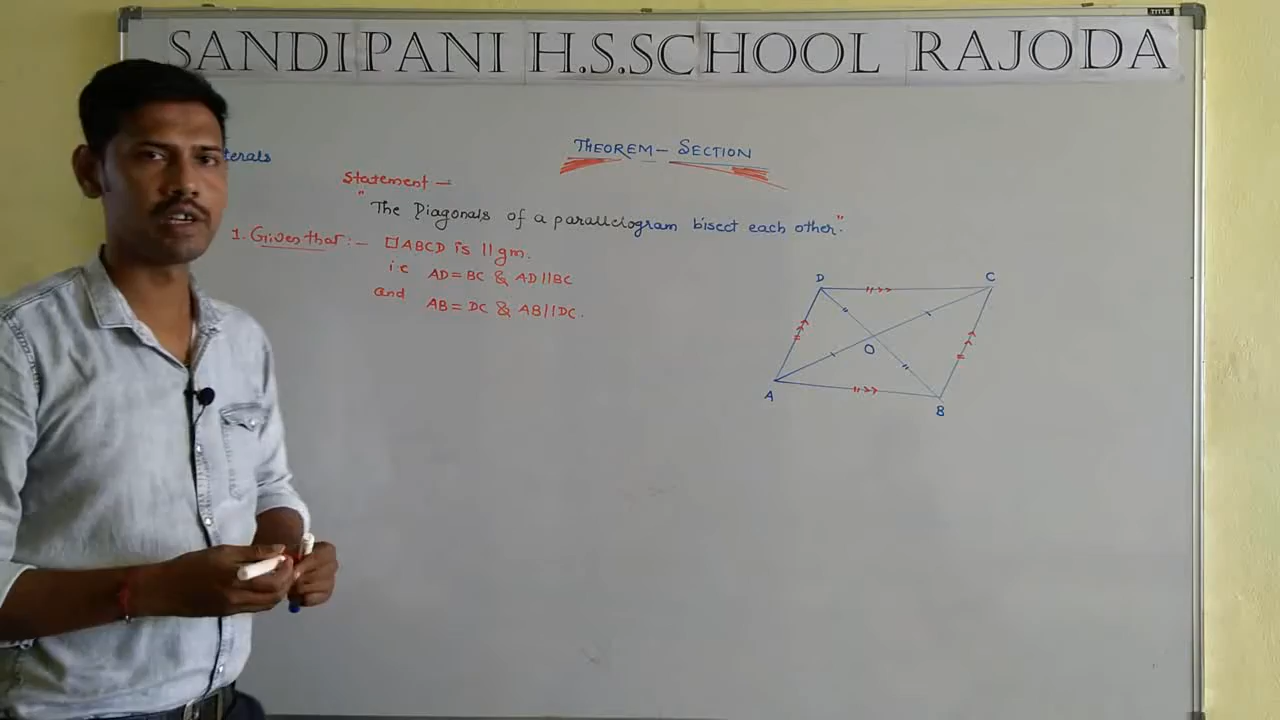 TITLE
SANDIPANI H.S.SCHOOL RAJODA
THEOREM - SECTION
terals
Statement -
"The Diagonals of a parallelogram bisect each other."
1. Given that :- □ABCD is ||gm.
i.e AD = BC & AD||BC
and AB = DC & AB||DC.
D C
O
A B